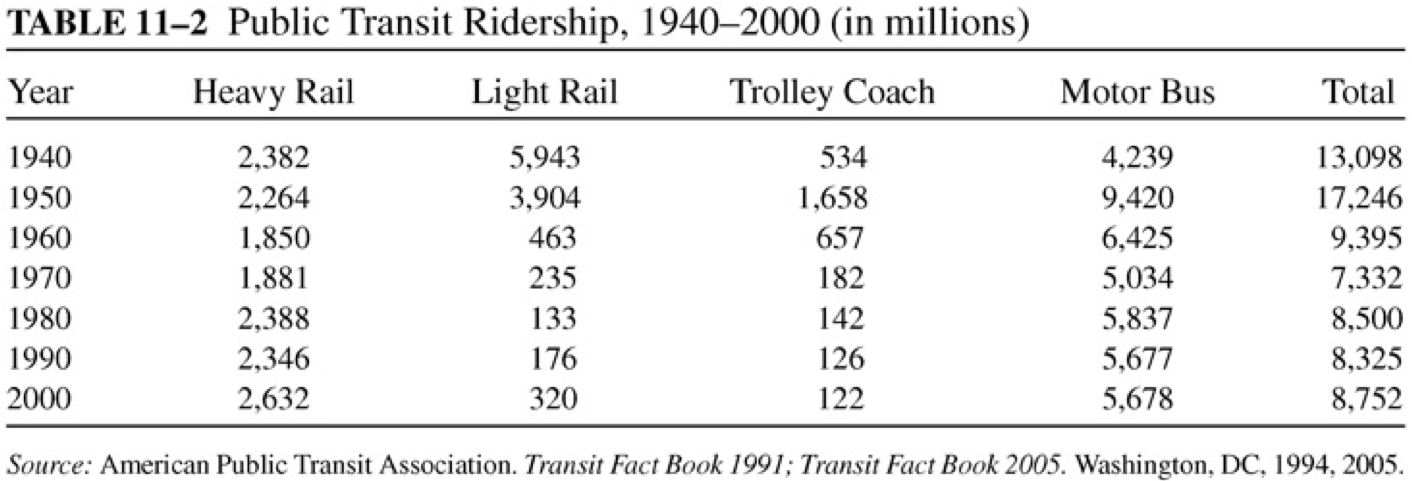 TABLE 11–2 Public Transit Ridership, 1940–2000 (in millions)
Year Heavy Rail Light Rail Trolley Coach Motor Bus Total
1940 2,382 5,943 534 4,239 13,098
1950 2,264 3,904 1,658 9,420 17,246
1960 1,850 463 657 6,425 9,395
1970 1,881 235 182 5,034 7,332
1980 2,388 133 142 5,837 8,500
1990 2,346 176 126 5,677 8,325
2000 2,632 320 122 5,678 8,752
Source: American Public Transit Association. Transit Fact Book 1991; Transit Fact Book 2005. Washington, DC, 1994, 2005.